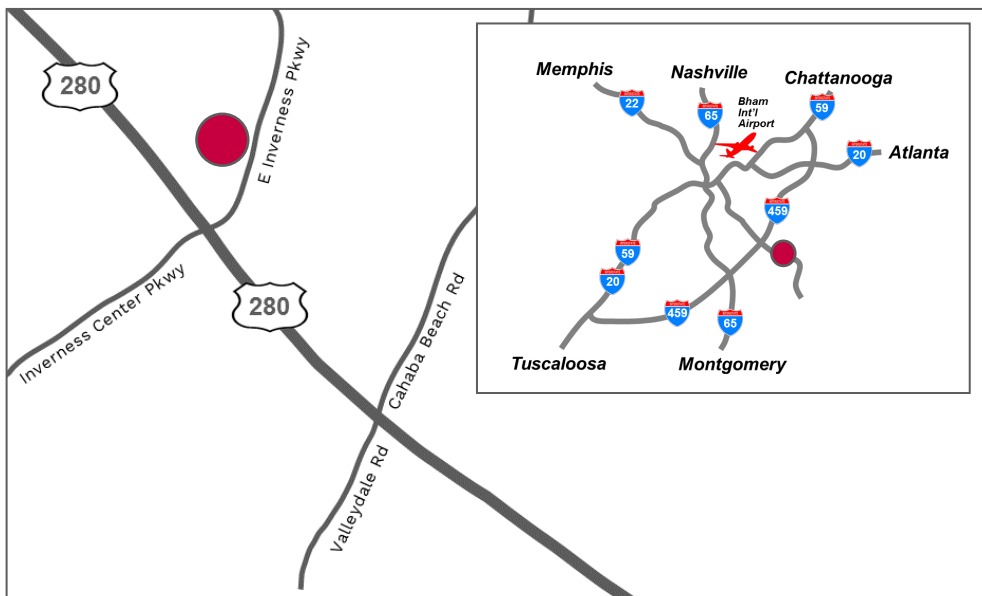 280
E Inverness Pkwy
Inverness Center Pkwy
280
Cahaba Beach Rd
Valleydale Rd
Memphis
Nashville
Chattanooga
22
65
Bham
Int'l
Airport
59
20
Atlanta
459
59
20
459
65
Tuscaloosa
Montgomery